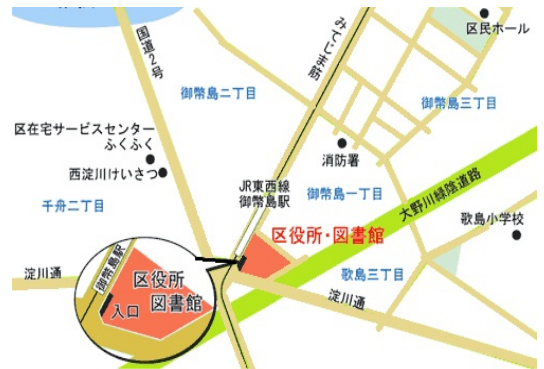 国道2号
みてじま筋
区民ホール
御幣島二丁目
御幣島三丁目
区在宅サービスセンター
ふくふく
西淀川けいさつ
消防署
JR東西線
御幣島駅
御幣島一丁目
大野川緑陰道路
千舟二丁目
区役所・図書館
歌島小学校
淀川通
御幣島駅
区役所
図書館
入口
歌島三丁目
淀川通